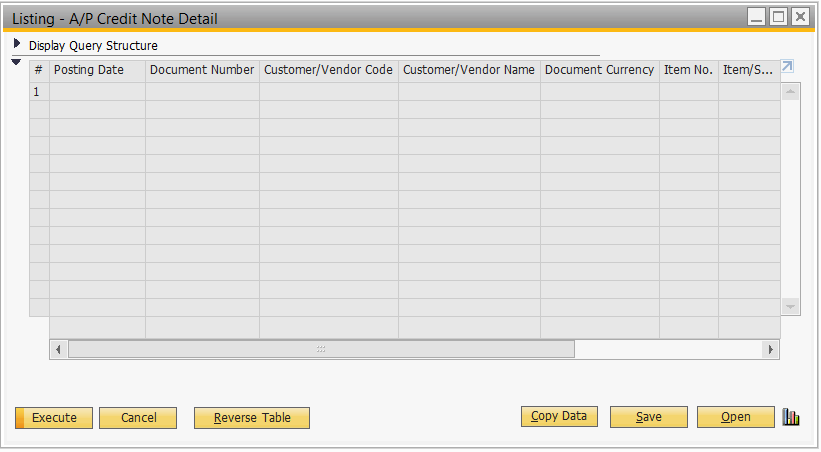 Listing - A/P Credit Note Detail
Display Query Structure
# Posting Date Document Number Customer/Vendor Code Customer/Vendor Name Document Currency Item No. Item/S...
1
Execute Cancel Reverse Table Copy Data Save Open